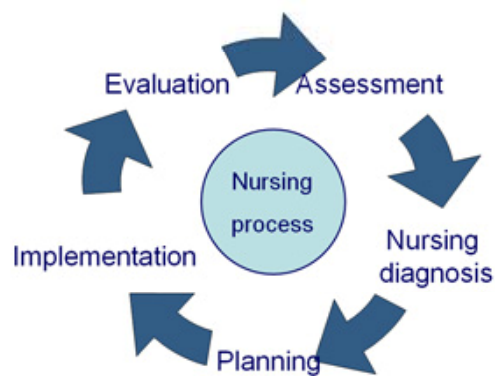 Evaluation
Assessment
Nursing
process
Nursing
diagnosis
Implementation
Planning